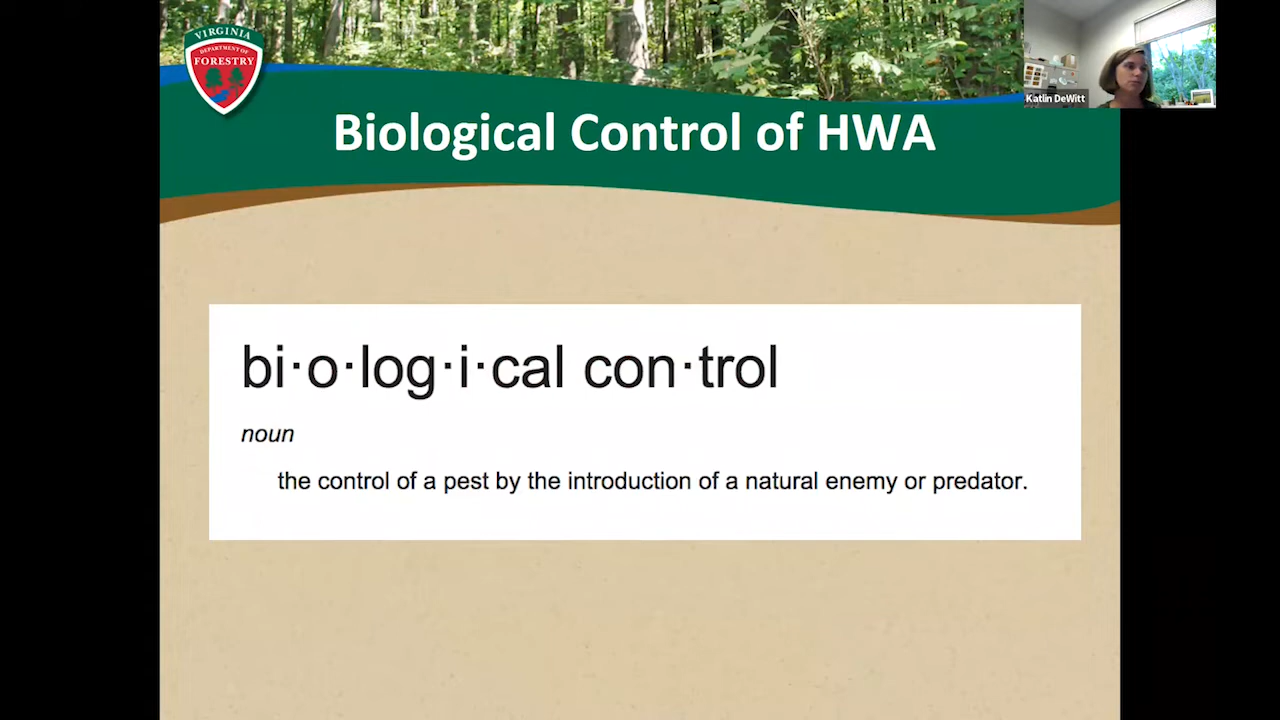 VIRGINIA
DEPARTMENT OF
FORESTRY
Katlin DeWitt
Biological Control of HWA
bi·o·log·i·cal con·trol
noun
the control of a pest by the introduction of a natural enemy or predator.